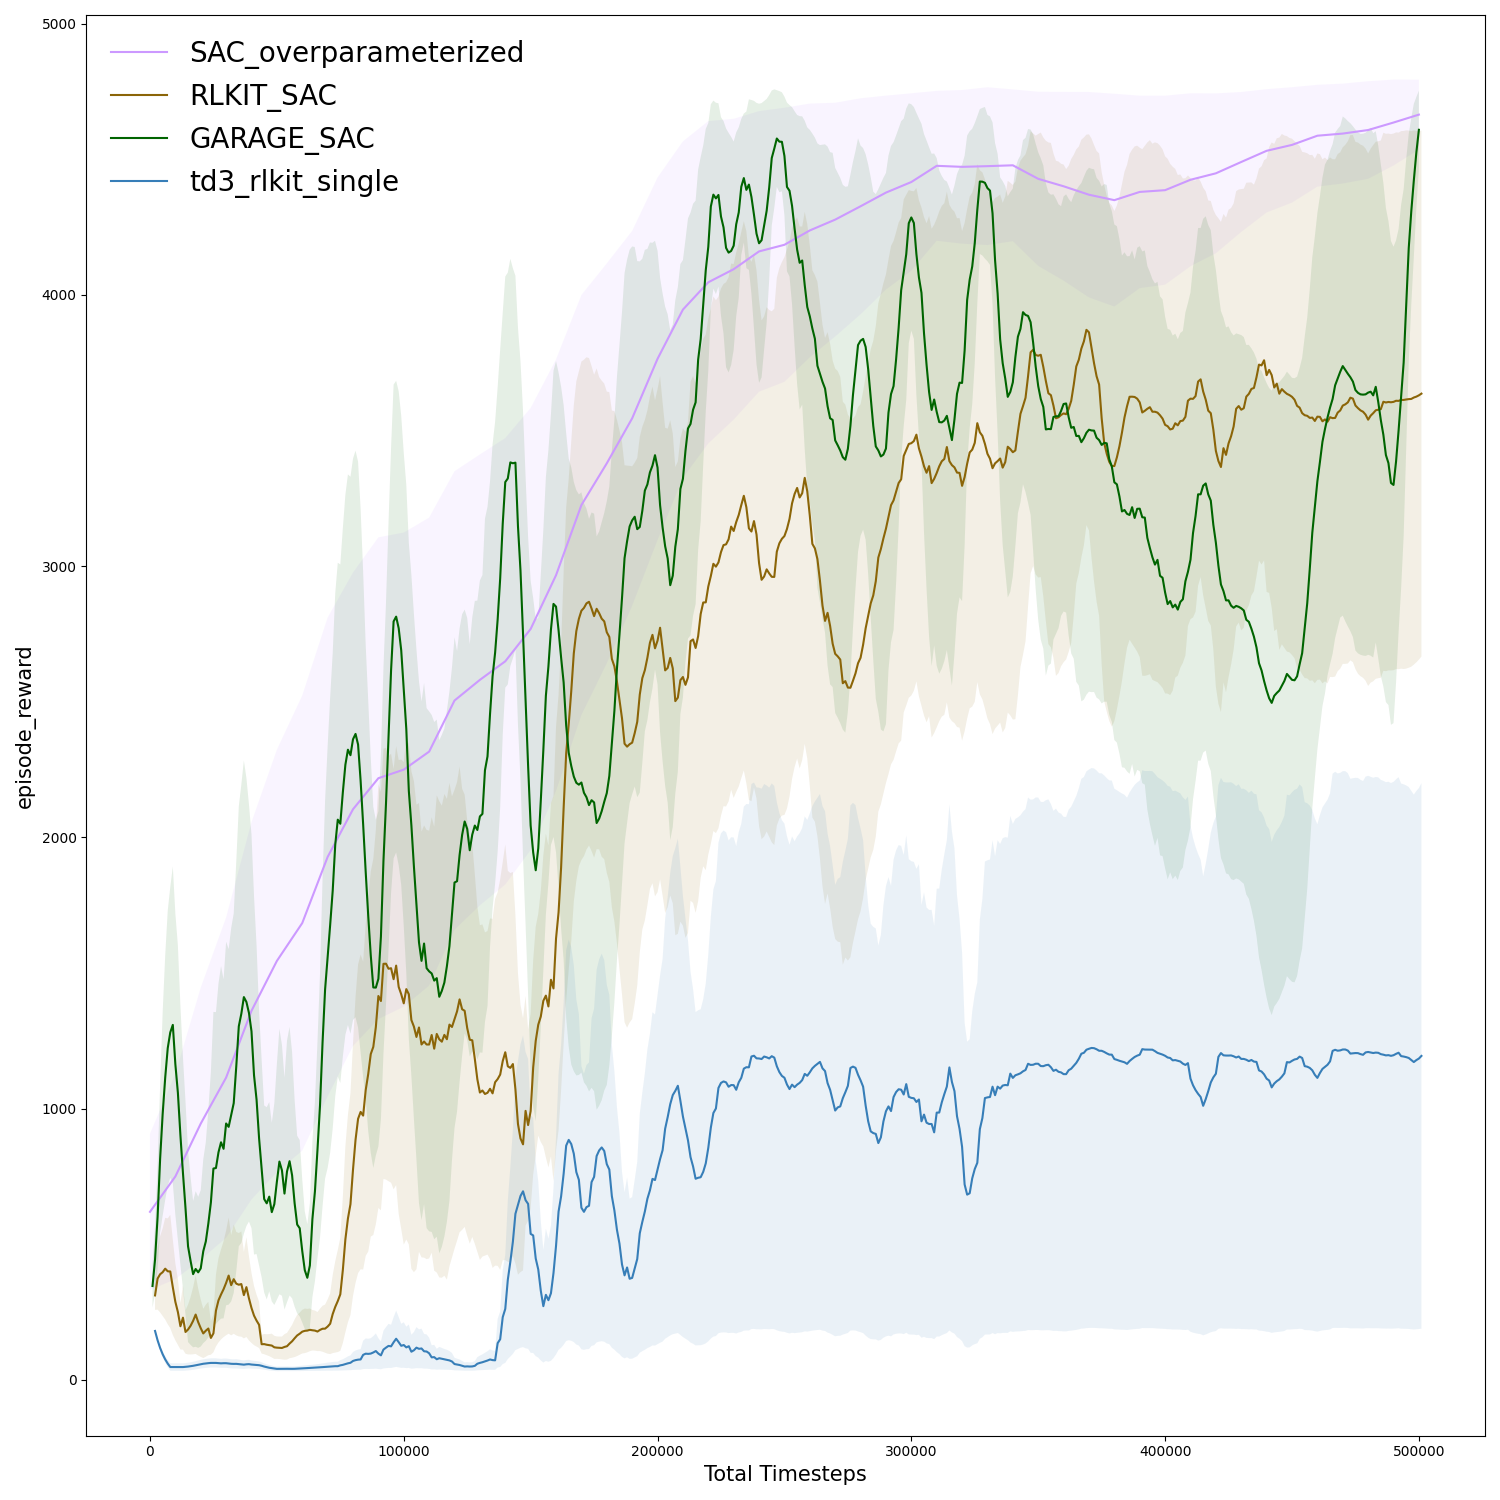 SAC_overparameterized
RLKIT_SAC
GARAGE_SAC
td3_rlkit_single
5000
4000
3000
2000
1000
0
episode_reward
0 100000 200000 300000 400000 500000
Total Timesteps